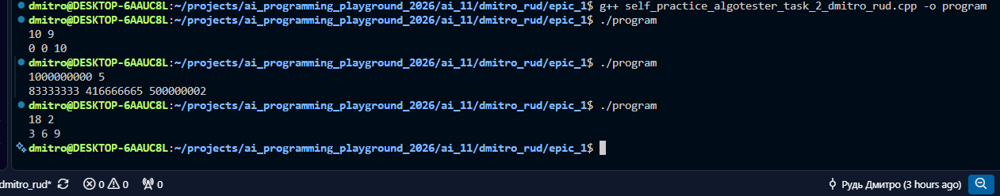 dmitro@DESKTOP-6AAUC8L:~/projects/ai_programming_playground_2026/ai_11/dmitro_rud/epic_1$ g++ self_practice_algotester_task_2_dmitro_rud.cpp -o program
dmitro@DESKTOP-6AAUC8L:~/projects/ai_programming_playground_2026/ai_11/dmitro_rud/epic_1$ ./program
10 9
0 0 10
dmitro@DESKTOP-6AAUC8L:~/projects/ai_programming_playground_2026/ai_11/dmitro_rud/epic_1$ ./program
1000000000 5
83333333 416666665 500000002
dmitro@DESKTOP-6AAUC8L:~/projects/ai_programming_playground_2026/ai_11/dmitro_rud/epic_1$ ./program
18 2
3 6 9
dmitro@DESKTOP-6AAUC8L:~/projects/ai_programming_playground_2026/ai_11/dmitro_rud/epic_1$
dmitro_rud* 0 0 0 Рудь Дмитро (3 hours ago)